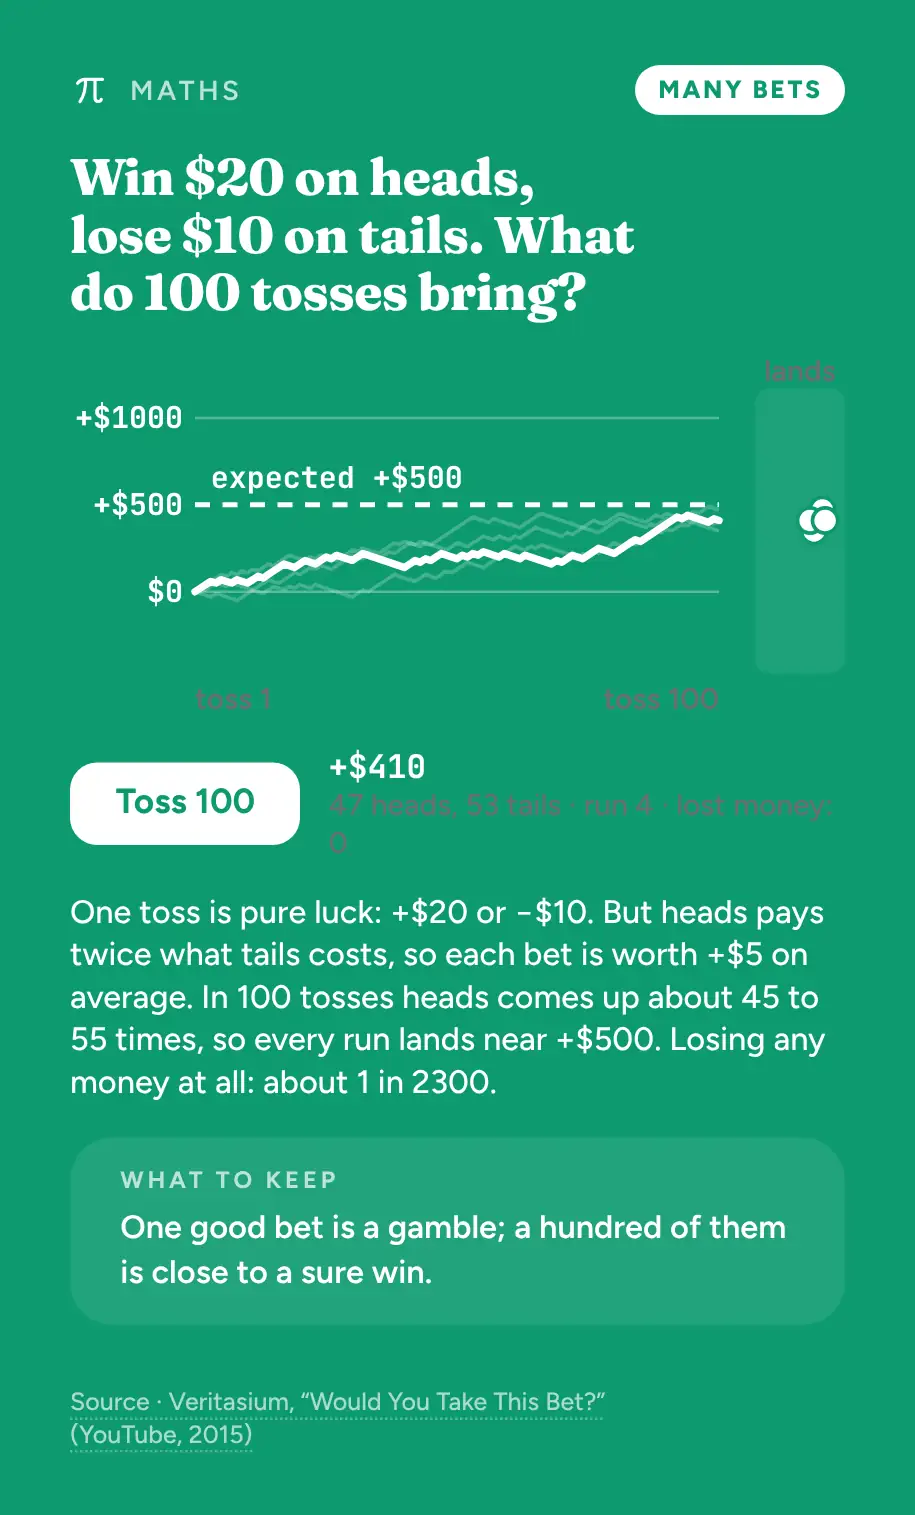 π MATHS
MANY BETS
Win $20 on heads,
lose $10 on tails. What
do 100 tosses bring?
lands
+$1000
expected +$500
+$500
$0
toss 1
toss 100
+$410
Toss 100
47 heads, 53 tails · run 4 · lost money:
0
One toss is pure luck: +$20 or −$10. But heads pays
twice what tails costs, so each bet is worth +$5 on
average. In 100 tosses heads comes up about 45 to
55 times, so every run lands near +$500. Losing any
money at all: about 1 in 2300.
WHAT TO KEEP
One good bet is a gamble; a hundred of them
is close to a sure win.
Source · Veritasium, “Would You Take This Bet?”
(YouTube, 2015)